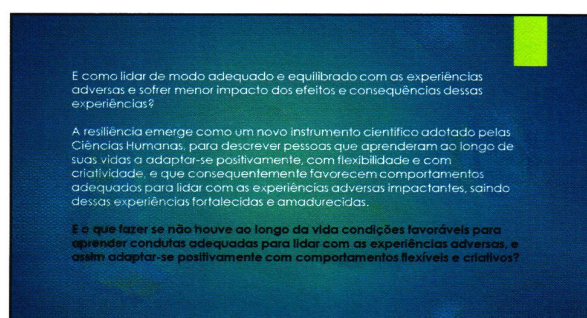 E como lidar de modo adequado e equilibrado com as experiências
adversas e sofrer menor impacto dos efeitos e consequências dessas
experiências?
A resiliência emerge como um novo instrumento científico adotado pelas
Ciências Humanas, para descrever pessoas que aprenderam ao longo de
suas vidas a adaptar-se positivamente, com flexibilidade e com
criatividade, e que consequentemente favorecem comportamentos
adequados para lidar com as experiências adversas impactantes, saindo
dessas experiências fortalecidas e amadurecidas.
E o que fazer se não houve ao longo da vida condições favoráveis para
aprender condutas adequadas para lidar com as experiências adversas, e
assim adaptar-se positivamente com comportamentos flexíveis e criativos?